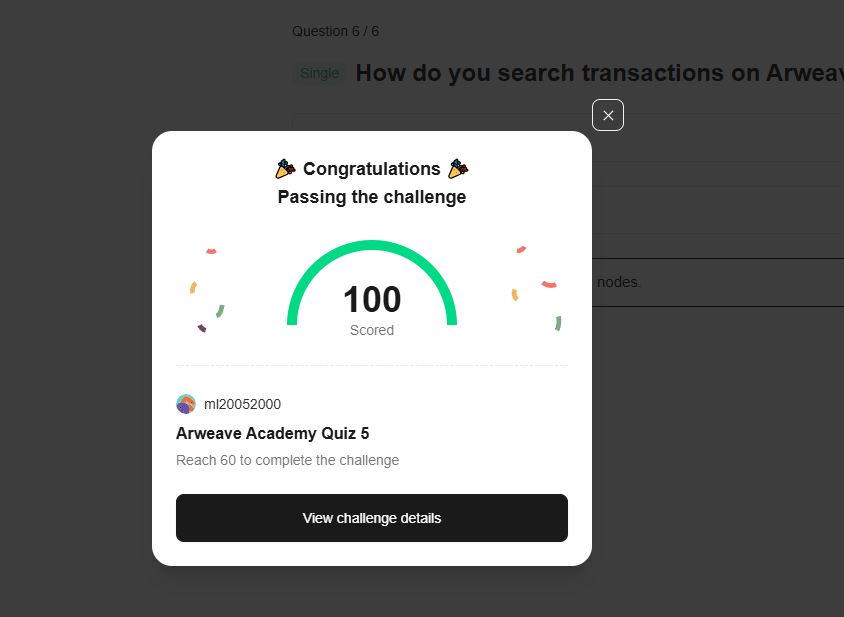 Question 6 / 6
Single How do you search transactions on
Congratulations
Passing the challenge
nodes.
100
Scored
ml20052000
Arweave Academy Quiz 5
Reach 60 to complete the challenge
View challenge details